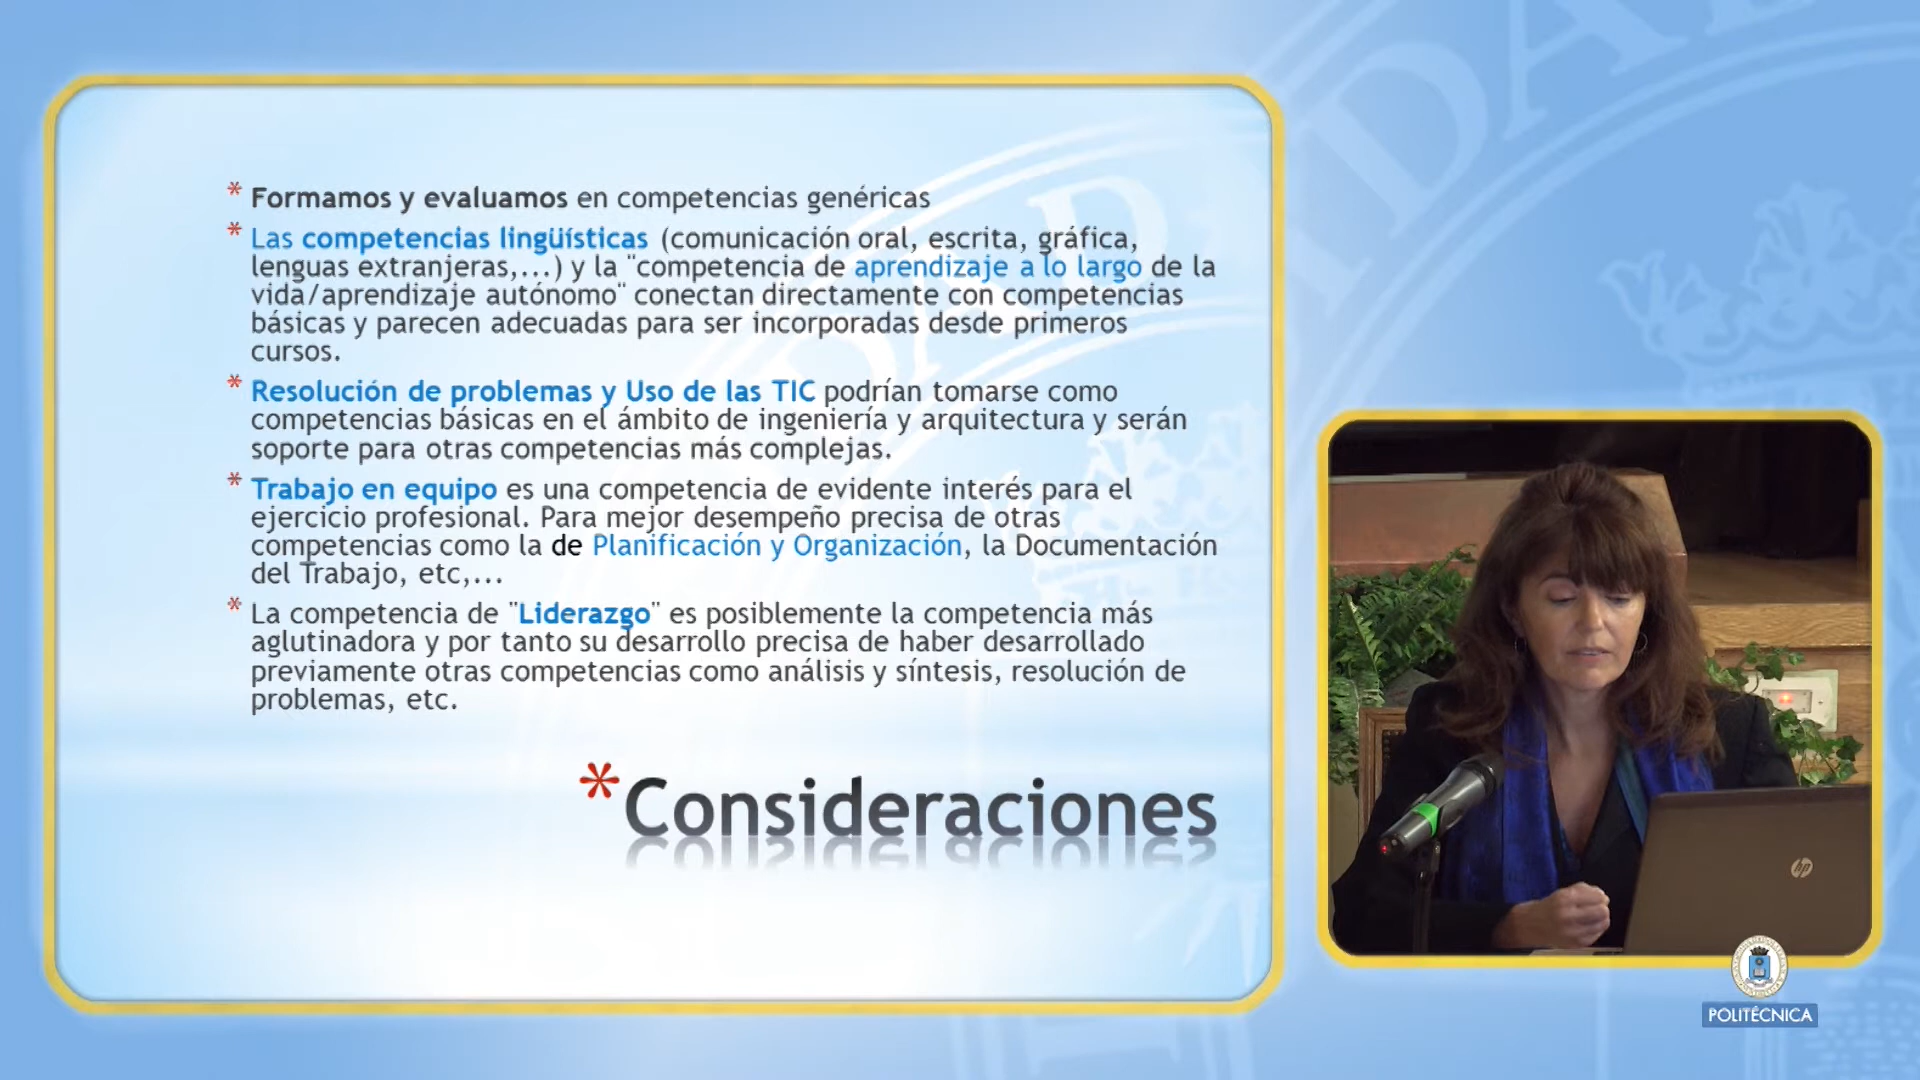 * Formamos y evaluamos en competencias genéricas
* Las competencias lingüísticas (comunicación oral, escrita, gráfica,
lenguas extranjeras,...) y la "competencia de aprendizaje a lo largo de la
vida/aprendizaje autónomo" conectan directamente con competencias
básicas y parecen adecuadas para ser incorporadas desde primeros
cursos.
* Resolución de problemas y Uso de las TIC podrían tomarse como
competencias básicas en el ámbito de ingeniería y arquitectura y serán
soporte para otras competencias más complejas.
* Trabajo en equipo es una competencia de evidente interés para el
ejercicio profesional. Para mejor desempeño precisa de otras
competencias como la de Planificación y Organización, la Documentación
del Trabajo, etc,...
* La competencia de "Liderazgo" es posiblemente la competencia más
aglutinadora y por tanto su desarrollo precisa de haber desarrollado
previamente otras competencias como análisis y síntesis, resolución de
problemas, etc.
*Consideraciones
hp
POLITÉCNICA